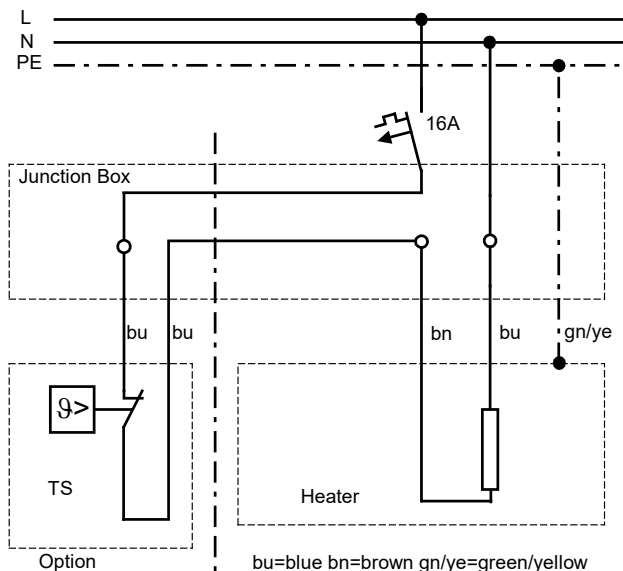 L
N
PE
16A
Junction Box
bu bu bn bu gn/ye
ϑ>
TS
Heater
Option
bu=blue bn=brown gn/ye=green/yellow